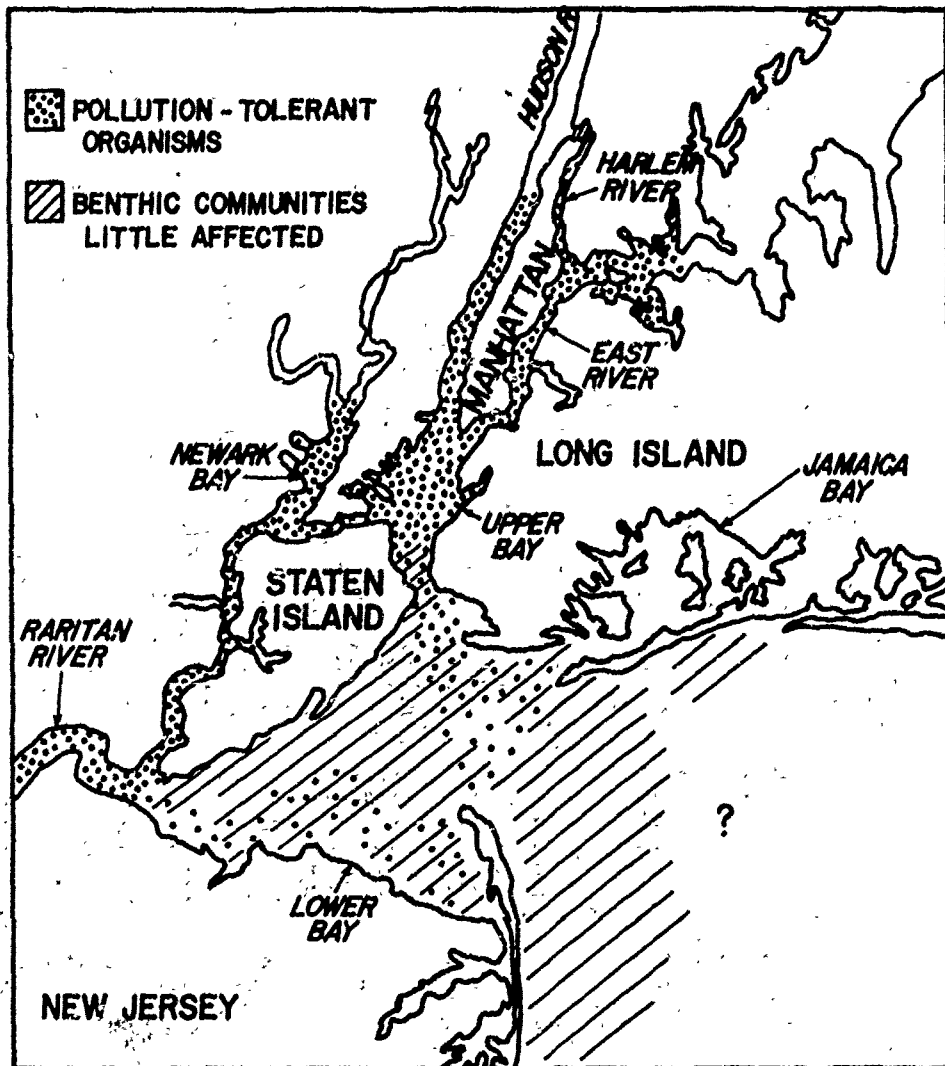 POLLUTION - TOLERANT
ORGANISMS
BENTHIC COMMUNITIES
LITTLE AFFECTED
HUDSON R.
HARLEM
RIVER
MANHATTAN
EAST
RIVER
NEWARK
BAY
LONG ISLAND
JAMAICA
BAY
UPPER
BAY
STATEN
ISLAND
RARITAN
RIVER
?
LOWER
BAY
NEW JERSEY